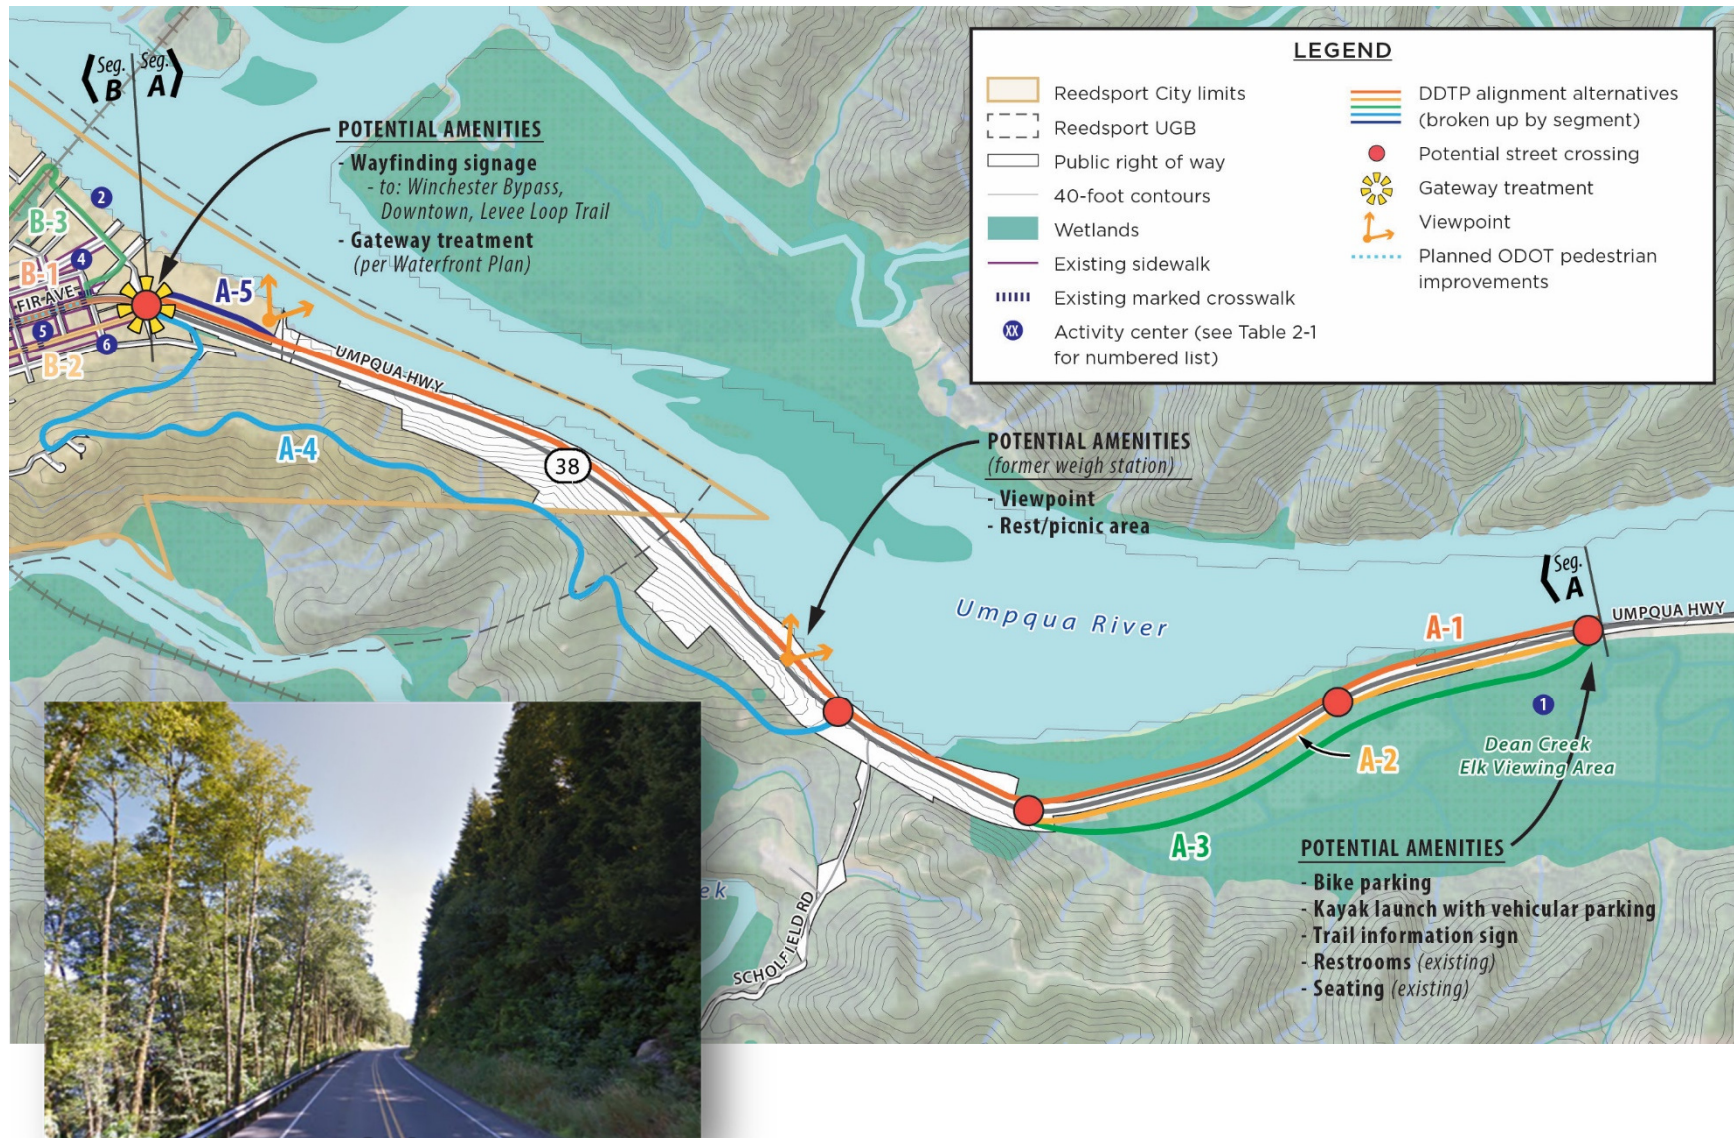 Seg.
B
Seg.
A
POTENTIAL AMENITIES
- Wayfinding signage
- to: Winchester Bypass,
Downtown, Levee Loop Trail
- Gateway treatment
(per Waterfront Plan)
LEGEND
Reedsport City limits
Reedsport UGB
Public right of way
40-foot contours
Wetlands
Existing sidewalk
Existing marked crosswalk
XX
Activity center (see Table 2-1
for numbered list)
DDTP alignment alternatives
(broken up by segment)
Potential street crossing
Gateway treatment
Viewpoint
Planned ODOT pedestrian
improvements
2
B-3
4
B-1
FIR AVE
5
6
B-2
A-5
UMPQUA HWY
A-4
38
POTENTIAL AMENITIES
(former weigh station)
- Viewpoint
- Rest/picnic area
Umpqua River
Seg.
A
UMPQUA HWY
A-1
1
A-2
Dean Creek
Elk Viewing Area
A-3
POTENTIAL AMENITIES
- Bike parking
- Kayak launch with vehicular parking
- Trail information sign
- Restrooms (existing)
- Seating (existing)
ek
SCHOLFIELD RD